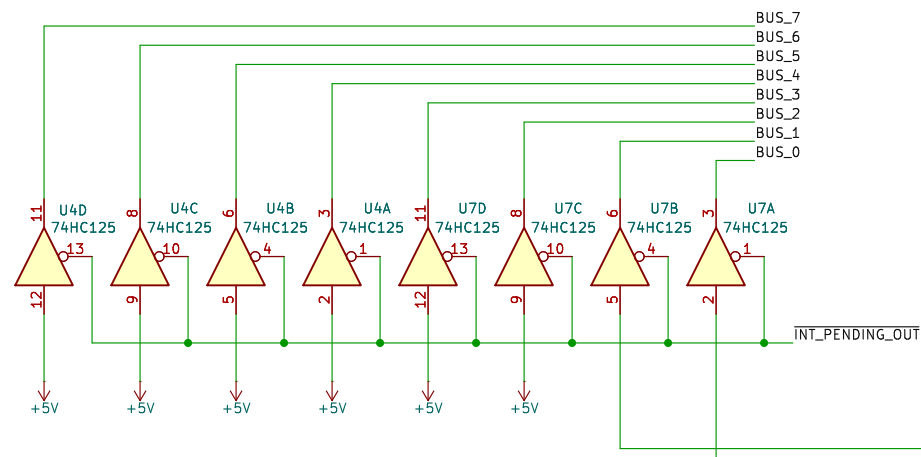 BUS_7
BUS_6
BUS_5
BUS_4
BUS_3
BUS_2
BUS_1
BUS_0
11 U4D 8 U4C 6 U4B 3 U4A 11 U7D 8 U7C 6 U7B 3 U7A
74HC125 74HC125 74HC125 74HC125 74HC125 74HC125 74HC125 74HC125
13 10 4 1 13 10 4 1
12 9 5 2 12 9 5 2
INT_PENDING_OUT
+5V +5V +5V +5V +5V +5V